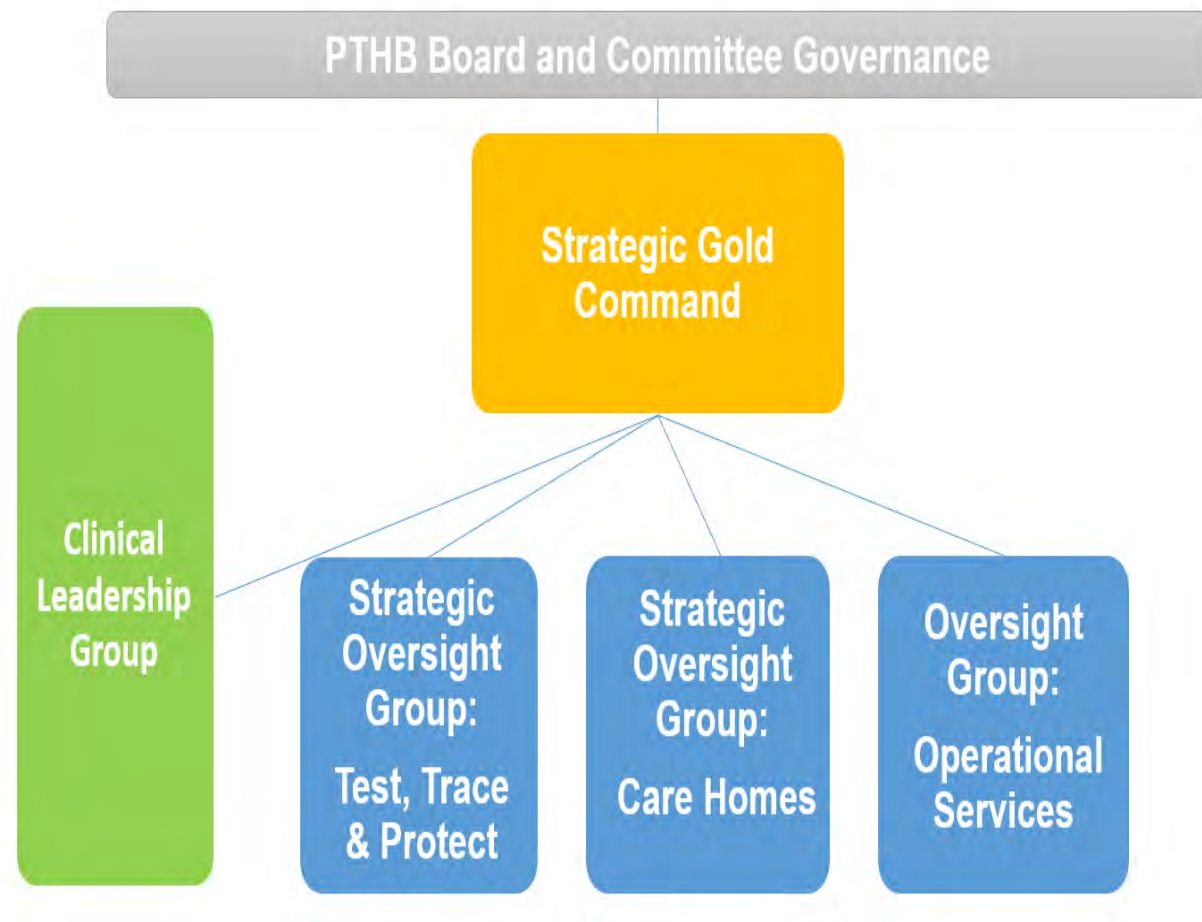 PTHB Board and Committee Governance
Strategic Gold
Command
Clinical
Leadership
Group
Strategic
Oversight
Group:
Test, Trace
& Protect
Strategic
Oversight
Group:
Care Homes
Oversight
Group:
Operational
Services